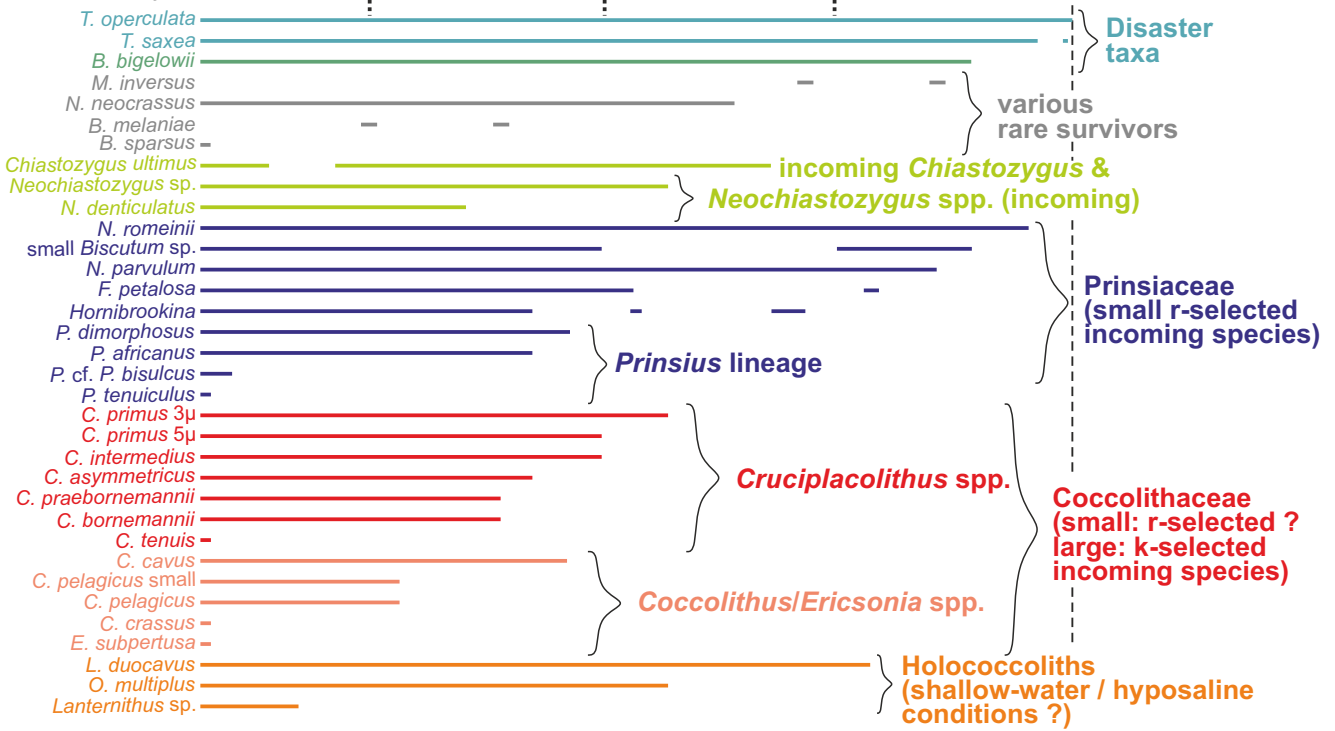 T. operculata
T. saxea
B. bigelowii
Disaster
taxa
M. inversus
N. neocrassus
B. melaniae
B. sparsus
various
rare survivors
Chiastozygus ultimus
Neochiastozygus sp.
N. denticulatus
incoming Chiastozygus &
Neochiastozygus spp. (incoming)
N. romeinii
small Biscutum sp.
N. parvulum
F. petalosa
Hornibrookina
P. dimorphosus
P. africanus
P. cf. P. bisulcus
P. tenuiculus
Prinsius lineage
Prinsiaceae
(small r-selected
incoming species)
C. primus 3µ
C. primus 5µ
C. intermedius
C. asymmetricus
C. praebornemannii
C. bornemannii
C. tenuis
Cruciplacolithus spp.
C. cavus
C. pelagicus small
C. pelagicus
C. crassus
E. subpertusa
Coccolithus/Ericsonia spp.
Coccolithaceae
(small: r-selected ?
large: k-selected
incoming species)
L. duocavus
O. multiplus
Lanternithus sp.
Holococcoliths
(shallow-water / hyposaline
conditions ?)